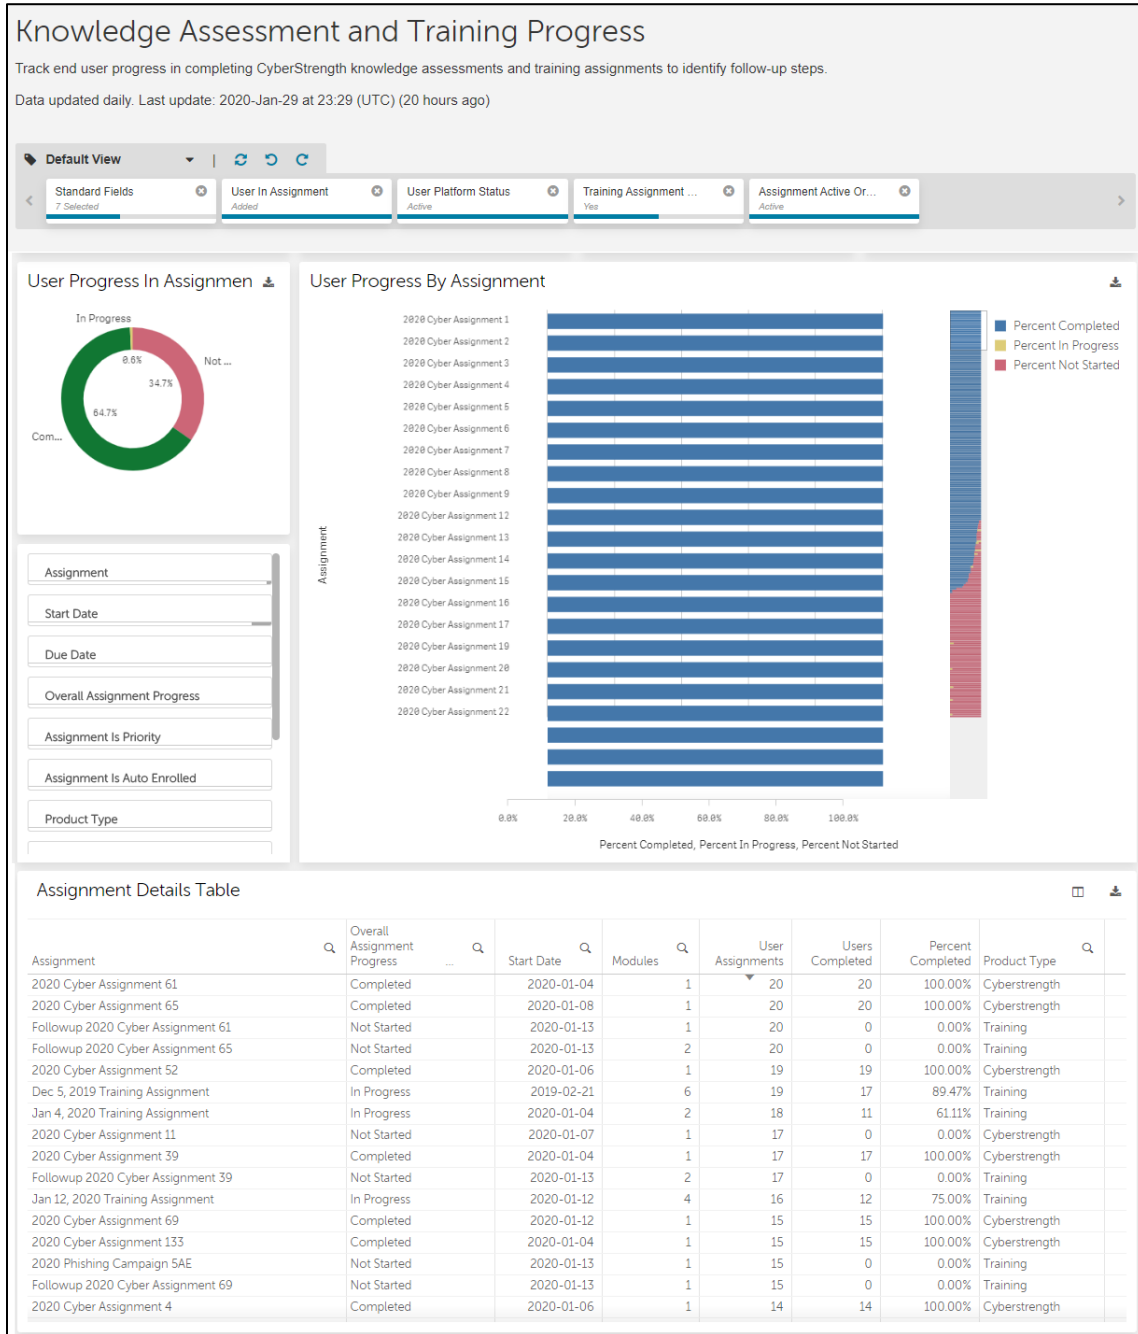 Knowledge Assessment and Training Progress
Track end user progress in completing CyberStrength knowledge assessments and training assignments to identify follow-up steps.
Data updated daily. Last update: 2020-Jan-29 at 23:29 (UTC) (20 hours ago)
Default View
Standard Fields
7 Selected
User In Assignment
Added
User Platform Status
Active
Training Assignment ...
Yes
Assignment Active Or...
Active
User Progress In Assignmen
In Progress
0.6%
Not ...
34.7%
64.7%
Com...
Assignment
Start Date
Due Date
Overall Assignment Progress
Assignment Is Priority
Assignment Is Auto Enrolled
Product Type
User Progress By Assignment
Assignment
2020 Cyber Assignment 1
2020 Cyber Assignment 2
2020 Cyber Assignment 3
2020 Cyber Assignment 4
2020 Cyber Assignment 5
2020 Cyber Assignment 6
2020 Cyber Assignment 7
2020 Cyber Assignment 8
2020 Cyber Assignment 9
2020 Cyber Assignment 12
2020 Cyber Assignment 13
2020 Cyber Assignment 14
2020 Cyber Assignment 15
2020 Cyber Assignment 16
2020 Cyber Assignment 17
2020 Cyber Assignment 19
2020 Cyber Assignment 20
2020 Cyber Assignment 21
2020 Cyber Assignment 22
0.0% 20.0% 40.0% 60.0% 80.0% 100.0%
Percent Completed, Percent In Progress, Percent Not Started
Percent Completed
Percent In Progress
Percent Not Started
Assignment Details Table
Assignment Overall Assignment Progress ... Start Date Modules User Assignments Users Completed Percent Completed Product Type
2020 Cyber Assignment 61 Completed 2020-01-04 1 20 20 100.00% Cyberstrength
2020 Cyber Assignment 65 Completed 2020-01-08 1 20 20 100.00% Cyberstrength
Followup 2020 Cyber Assignment 61 Not Started 2020-01-13 1 20 0 0.00% Training
Followup 2020 Cyber Assignment 65 Not Started 2020-01-13 2 20 0 0.00% Training
2020 Cyber Assignment 52 Completed 2020-01-06 1 19 19 100.00% Cyberstrength
Dec 5, 2019 Training Assignment In Progress 2019-02-21 6 19 17 89.47% Training
Jan 4, 2020 Training Assignment In Progress 2020-01-04 2 18 11 61.11% Training
2020 Cyber Assignment 11 Not Started 2020-01-07 1 17 0 0.00% Cyberstrength
2020 Cyber Assignment 39 Completed 2020-01-04 1 17 17 100.00% Cyberstrength
Followup 2020 Cyber Assignment 39 Not Started 2020-01-13 2 17 0 0.00% Training
Jan 12, 2020 Training Assignment In Progress 2020-01-12 4 16 12 75.00% Training
2020 Cyber Assignment 69 Completed 2020-01-12 1 15 15 100.00% Cyberstrength
2020 Cyber Assignment 133 Completed 2020-01-04 1 15 15 100.00% Cyberstrength
2020 Phishing Campaign 5AE Not Started 2020-01-13 1 15 0 0.00% Training
Followup 2020 Cyber Assignment 69 Not Started 2020-01-13 1 15 0 0.00% Training
2020 Cyber Assignment 4 Completed 2020-01-06 1 14 14 100.00% Cyberstrength